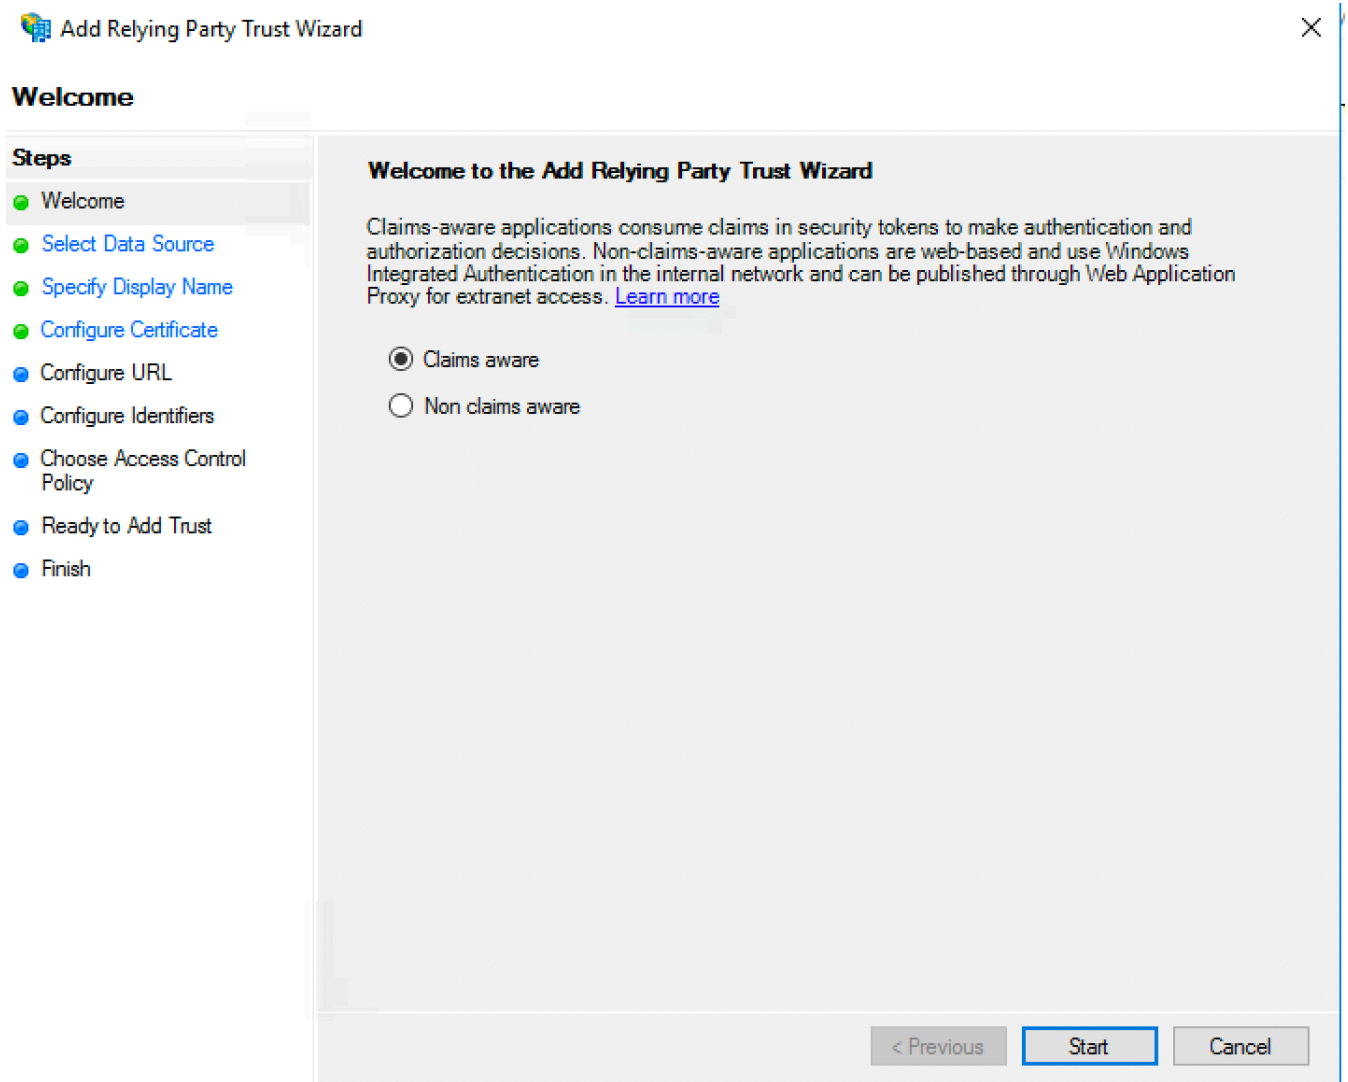 Add Relying Party Trust Wizard
Welcome
Steps
Welcome
Select Data Source
Specify Display Name
Configure Certificate
Configure URL
Configure Identifiers
Choose Access Control
Policy
Ready to Add Trust
Finish
Welcome to the Add Relying Party Trust Wizard
Claims-aware applications consume claims in security tokens to make authentication and
authorization decisions. Non-claims-aware applications are web-based and use Windows
Integrated Authentication in the internal network and can be published through Web Application
Proxy for extranet access. Learn more
Claims aware
Non claims aware
< Previous
Start
Cancel